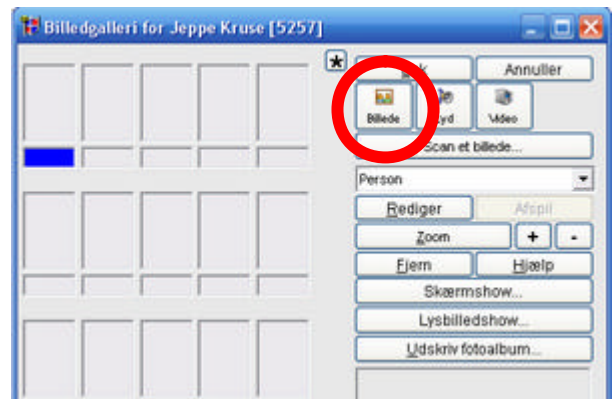 Billedgalleri for Jeppe Kruse [5257]
Annuller
Billede
Video
Scan et billede...
Person
Rediger
Afspil
Zoom
+
-
Fjern
Hjælp
Skærmshow...
Lysbilledshow...
Udskriv fotoalbum...